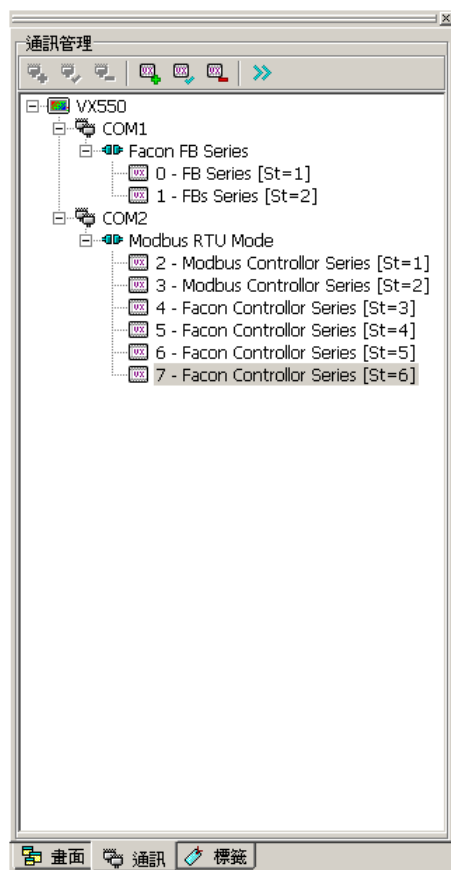 通訊管理
VX550
COM1
Facon FB Series
0 - FB Series [St=1]
1 - FBs Series [St=2]
COM2
Modbus RTU Mode
2 - Modbus Controllor Series [St=1]
3 - Modbus Controllor Series [St=2]
4 - Facon Controllor Series [St=3]
5 - Facon Controllor Series [St=4]
6 - Facon Controllor Series [St=5]
7 - Facon Controllor Series [St=6]
畫面 通訊 標籤